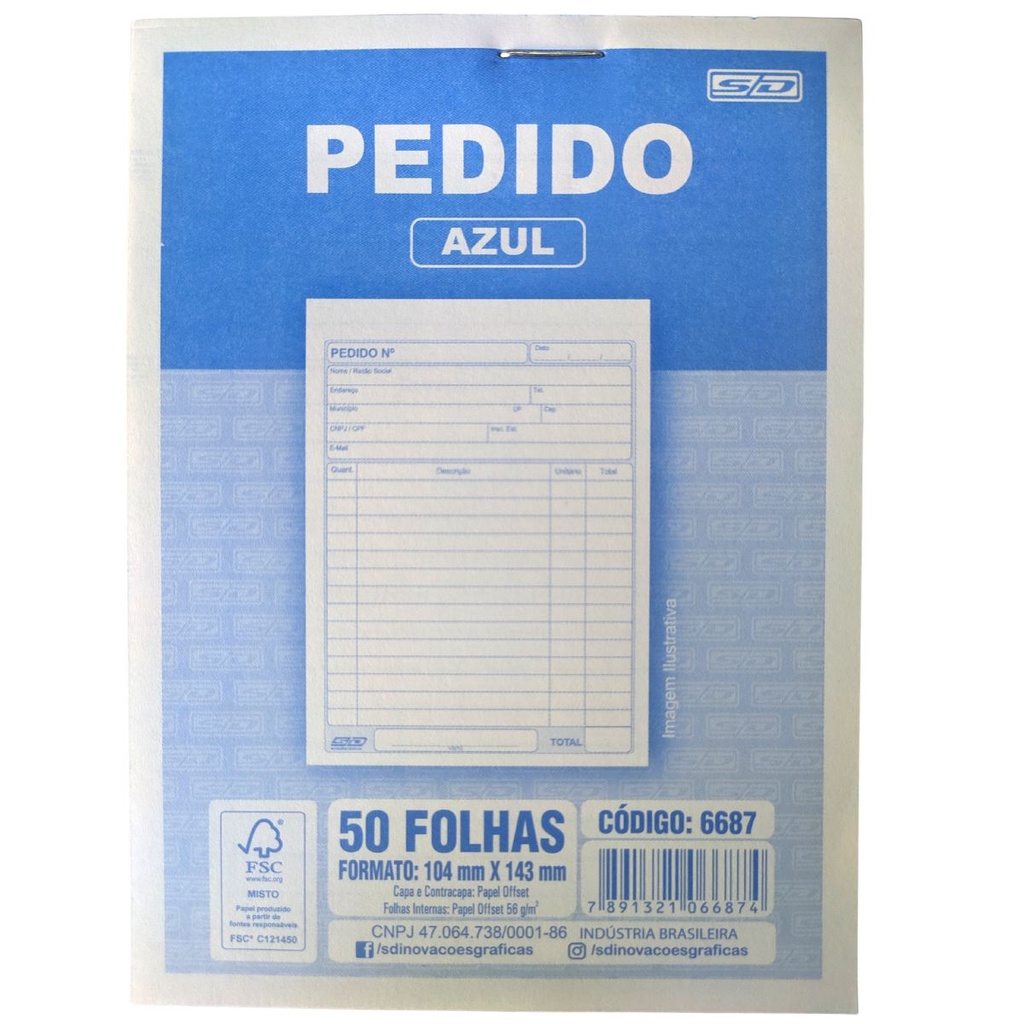 S/D
PEDIDO
AZUL
PEDIDO Nº
Data
Nome / Razão Social
Endereço
Tel.
Município
UF
Cep
CNPJ / CPF
Insc. Est.
E-Mail
Quant.
Descrição
Unitário
Total
S/D
TOTAL
Imagem Ilustrativa
FSC
www.fsc.org
MISTO
Papel produzido
a partir de
fontes responsáveis
FSC® C121450
50 FOLHAS
FORMATO: 104 mm X 143 mm
Capa e Contracapa: Papel Offset
Folhas Internas: Papel Offset 56 g/m²
CÓDIGO: 6687
7 891321 066874
CNPJ 47.064.738/0001-86 INDÚSTRIA BRASILEIRA
/sdinovacoesgraficas /sdinovacoesgraficas